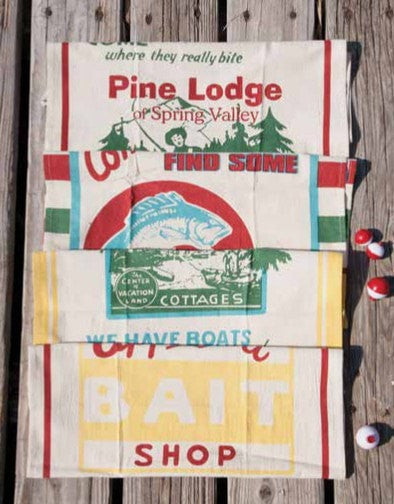 where they really bite
Pine Lodge
of Spring Valley
FIND SOME
The
CENTER
of
VACATION
LAND
COTTAGES
WE HAVE BOATS
BAIT
SHOP